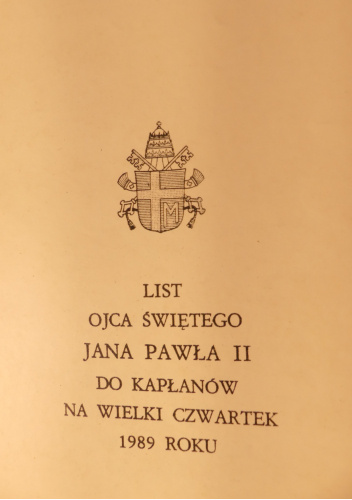 LIST
OJCA ŚWIĘTEGO
JANA PAWŁA II
DO KAPŁANÓW
NA WIELKI CZWARTEK
1989 ROKU